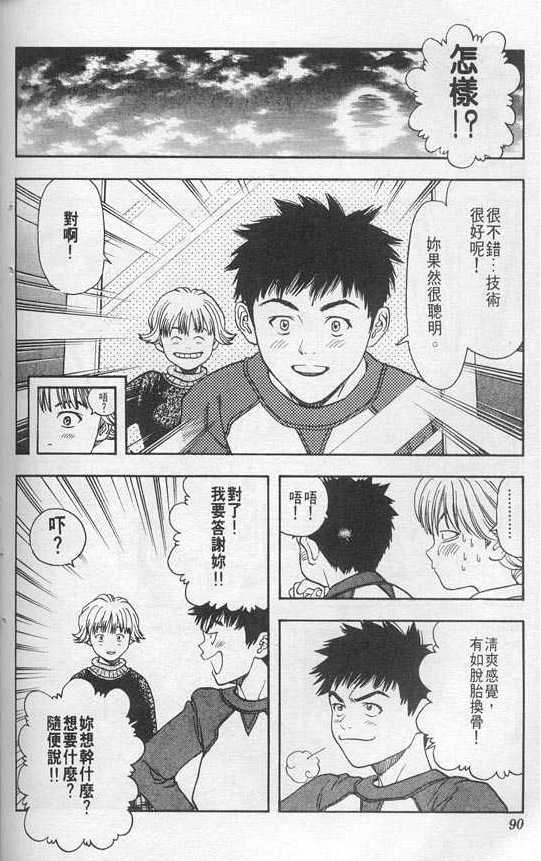 怎樣!?
很不錯…技術
很好呢！
妳果然很聰明。
對啊！
唔？
…………
唔！
唔！
清爽感覺，
有如脫胎換骨！
對了！
我要答謝妳!!
吓？
妳想幹什麼？
想要什麼？
隨便說!!
90